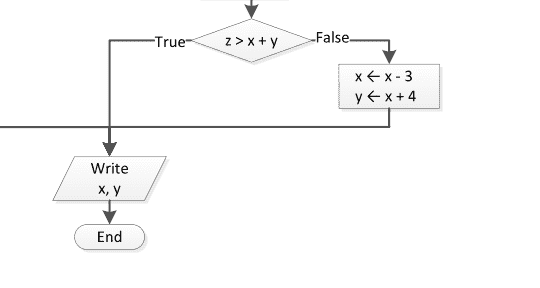 True
z > x + y
False
x ← x - 3
y ← x + 4
Write
x, y
End